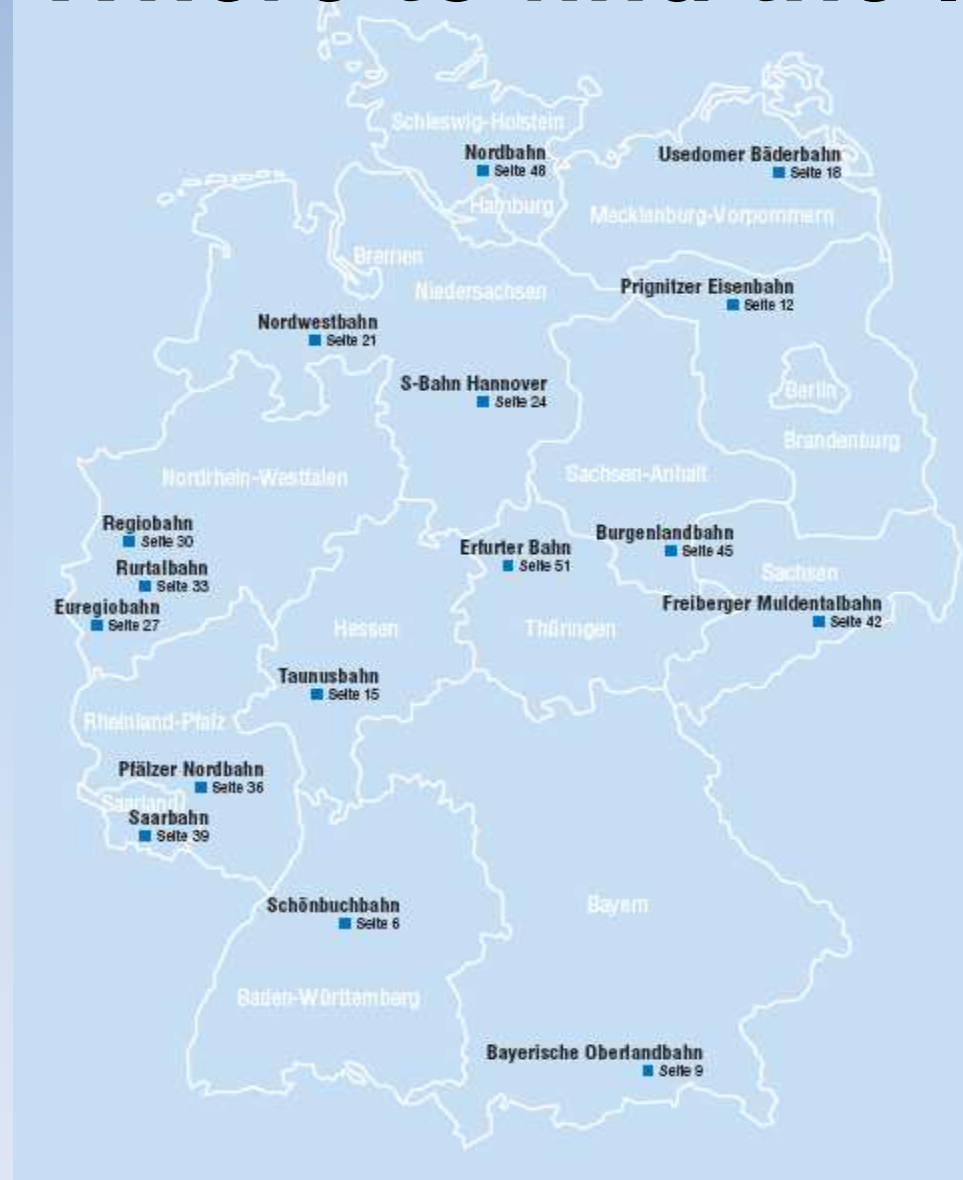 Schleswig-Holstein
Nordbahn
Seite 48
Usedomer Bäderbahn
Seite 18
Hamburg
Mecklenburg-Vorpommern
Bremen
Niedersachsen
Prignitzer Eisenbahn
Seite 12
Nordwestbahn
Seite 21
S-Bahn Hannover
Seite 24
Berlin
Brandenburg
Nordrhein-Westfalen
Sachsen-Anhalt
Regiobahn
Seite 30
Burgenlandbahn
Seite 45
Erfurter Bahn
Seite 51
Rurtalbahn
Seite 33
Sachsen
Euregiobahn
Seite 27
Freiberger Muldentalbahn
Seite 42
Hessen
Thüringen
Taunusbahn
Seite 15
Rheinland-Pfalz
Pfälzer Nordbahn
Seite 36
Saarland
Saarbahn
Seite 39
Schönbuchbahn
Seite 6
Bayern
Baden-Württemberg
Bayerische Oberlandbahn
Seite 9